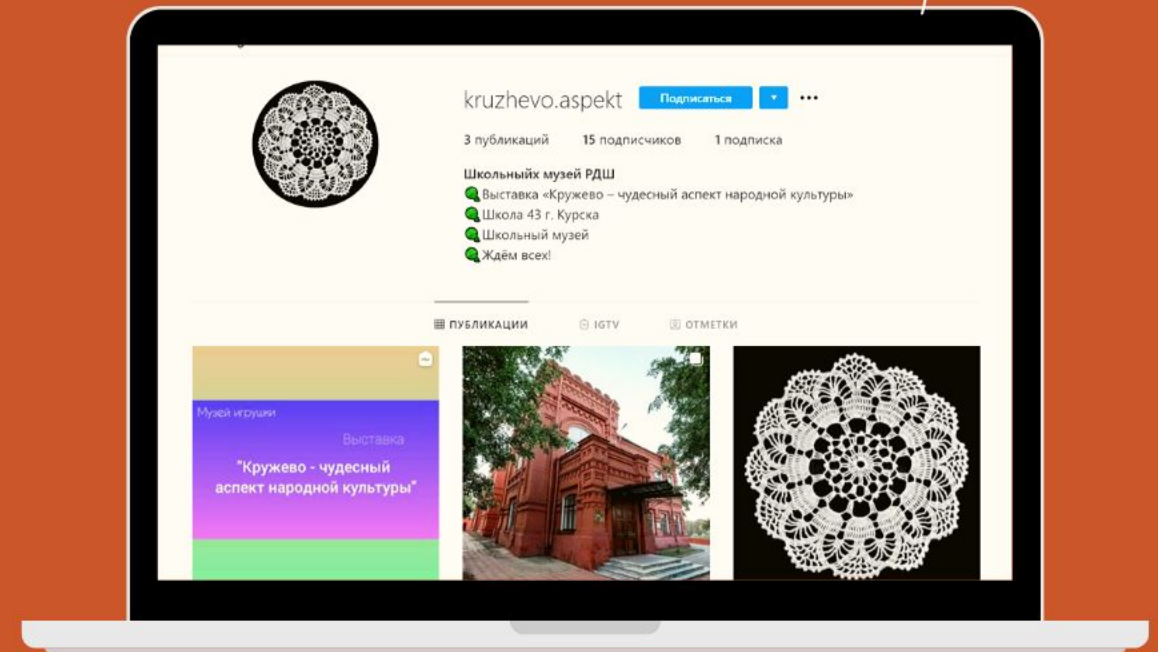 kruzhevo.aspekt
Подписаться
3 публикаций 15 подписчиков 1 подписка
Школьныйх музей РДШ
Выставка «Кружево – чудесный аспект народной культуры»
Школа 43 г. Курска
Школьный музей
Ждём всех!
ПУБЛИКАЦИИ IGTV ОТМЕТКИ
Музей игрушки
Выставка
"Кружево - чудесный
аспект народной культуры"